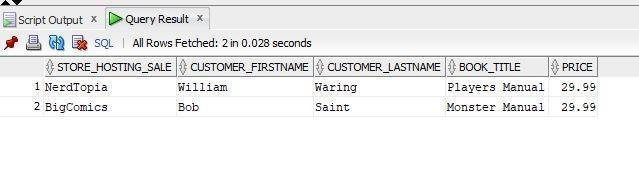 Script Output x Query Result x
SQL | All Rows Fetched: 2 in 0.028 seconds
STORE_HOSTING_SALE CUSTOMER_FIRSTNAME CUSTOMER_LASTNAME BOOK_TITLE PRICE
1 NerdTopia William Waring Players Manual 29.99
2 BigComics Bob Saint Monster Manual 29.99